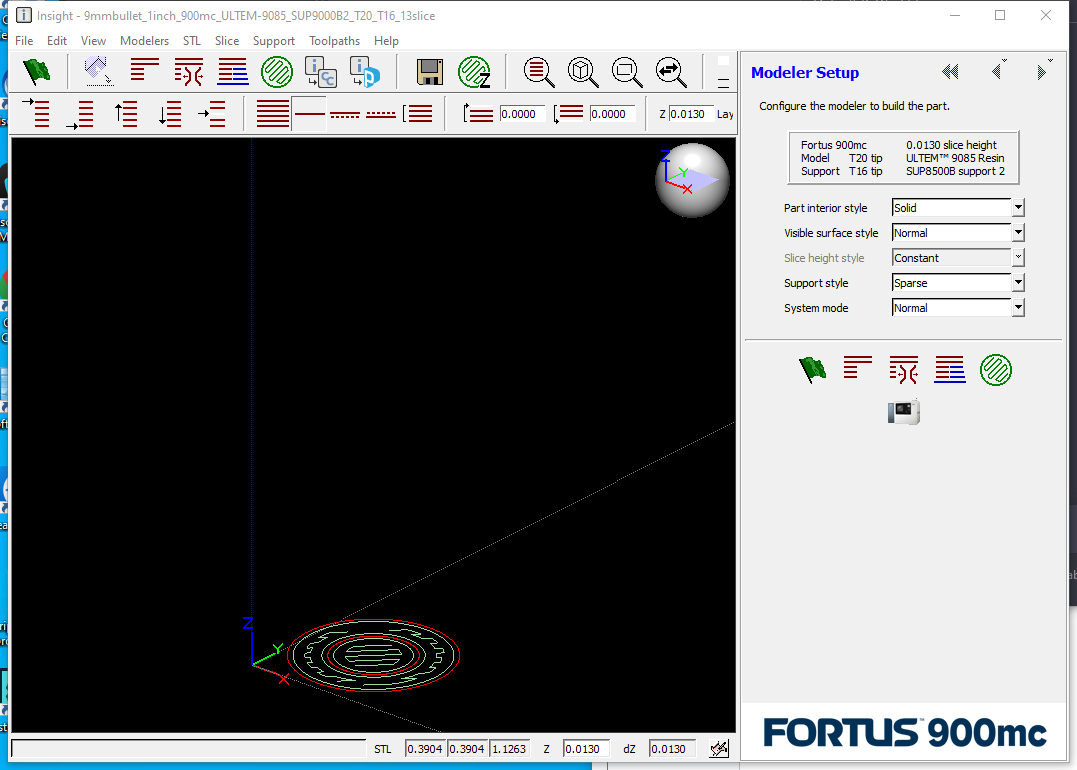 Insight - 9mmbullet_1inch_900mc_ULTEM-9085_SUP9000B2_T20_T16_13slice
File Edit View Modelers STL Slice Support Toolpaths Help
0.0000 0.0000 Z 0.0130 Lay
Z
Y
X
Z
Y
X
Modeler Setup
Configure the modeler to build the part.
Fortus 900mc 0.0130 slice height
Model T20 tip ULTEM™ 9085 Resin
Support T16 tip SUP8500B support 2
Part interior style Solid
Visible surface style Normal
Slice height style Constant
Support style Sparse
System mode Normal
FORTUS™ 900mc
STL 0.3904 0.3904 1.1263 Z 0.0130 dZ 0.0130